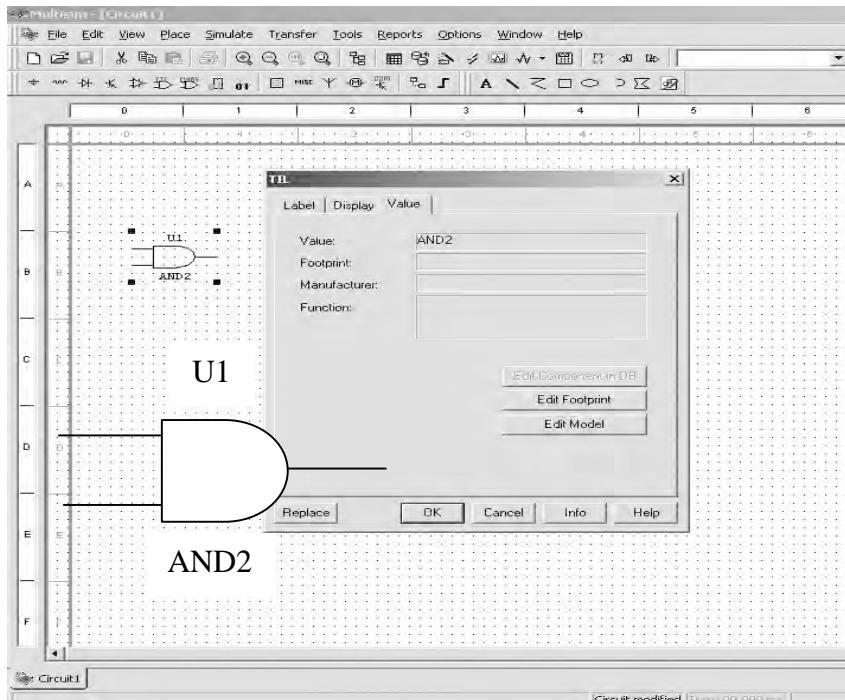 Multisim - [Circuit1]
File Edit View Place Simulate Transfer Tools Reports Options Window Help
MISC
A
0 1 2 3 4 5 6
A
B
C
D
E
F
U1
AND2
TIL
Label Display Value
Value: AND2
Footprint:
Manufacturer:
Function:
Edit Component in DB
Edit Footprint
Edit Model
Replace OK Cancel Info Help
U1
AND2
Circuit1
Circuit modified